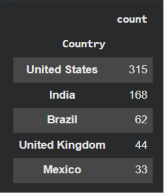 count
Country
United States 315
India 168
Brazil 62
United Kingdom 44
Mexico 33